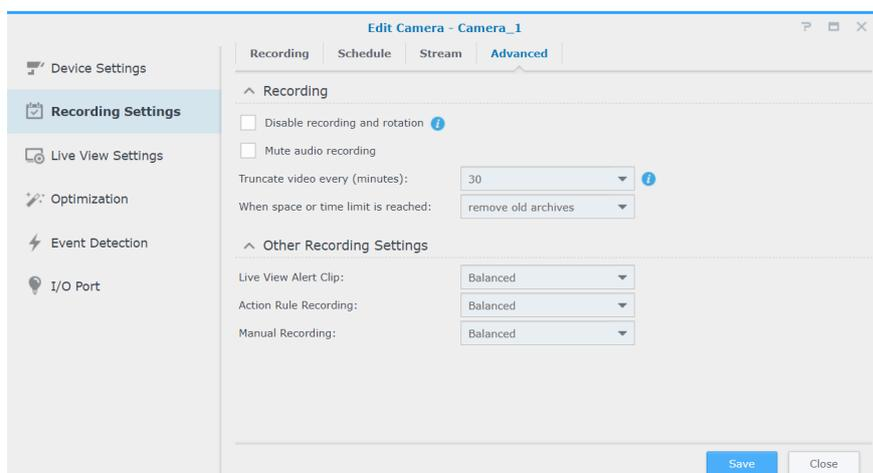 Edit Camera - Camera_1
Device Settings
Recording Settings
Live View Settings
Optimization
Event Detection
I/O Port
Recording Schedule Stream Advanced
Recording
Disable recording and rotation
Mute audio recording
Truncate video every (minutes): 30
When space or time limit is reached: remove old archives
Other Recording Settings
Live View Alert Clip: Balanced
Action Rule Recording: Balanced
Manual Recording: Balanced
Save Close